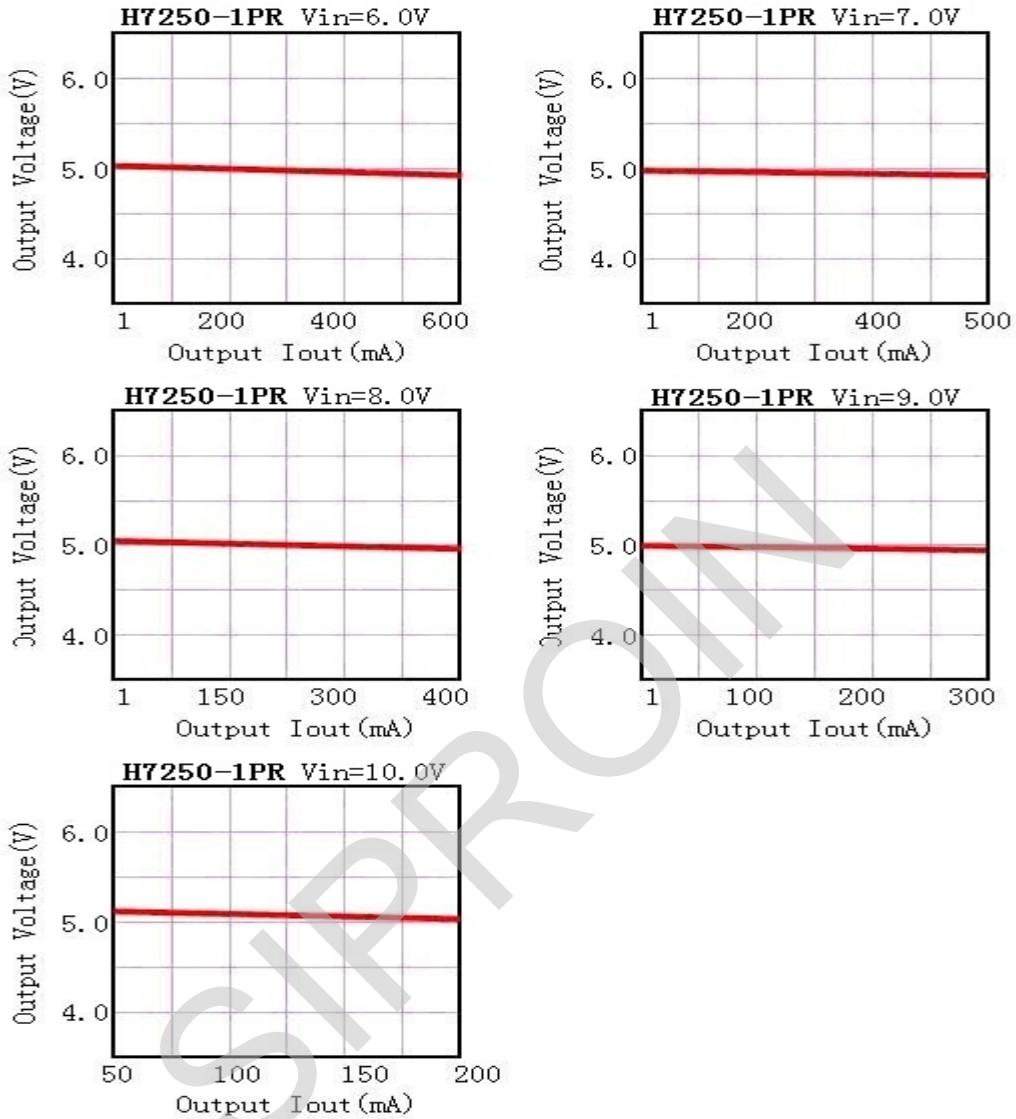 H7250-1PR Vin=6.0V
Output Voltage(V)
6.0
5.0
4.0
1 200 400 600
Output Iout(mA)
H7250-1PR Vin=7.0V
Output Voltage(V)
6.0
5.0
4.0
1 200 400 500
Output Iout(mA)
H7250-1PR Vin=8.0V
Output Voltage(V)
6.0
5.0
4.0
1 150 300 400
Output Iout(mA)
H7250-1PR Vin=9.0V
Output Voltage(V)
6.0
5.0
4.0
1 100 200 300
Output Iout(mA)
H7250-1PR Vin=10.0V
Output Voltage(V)
6.0
5.0
4.0
50 100 150 200
Output Iout(mA)
SIPROIN